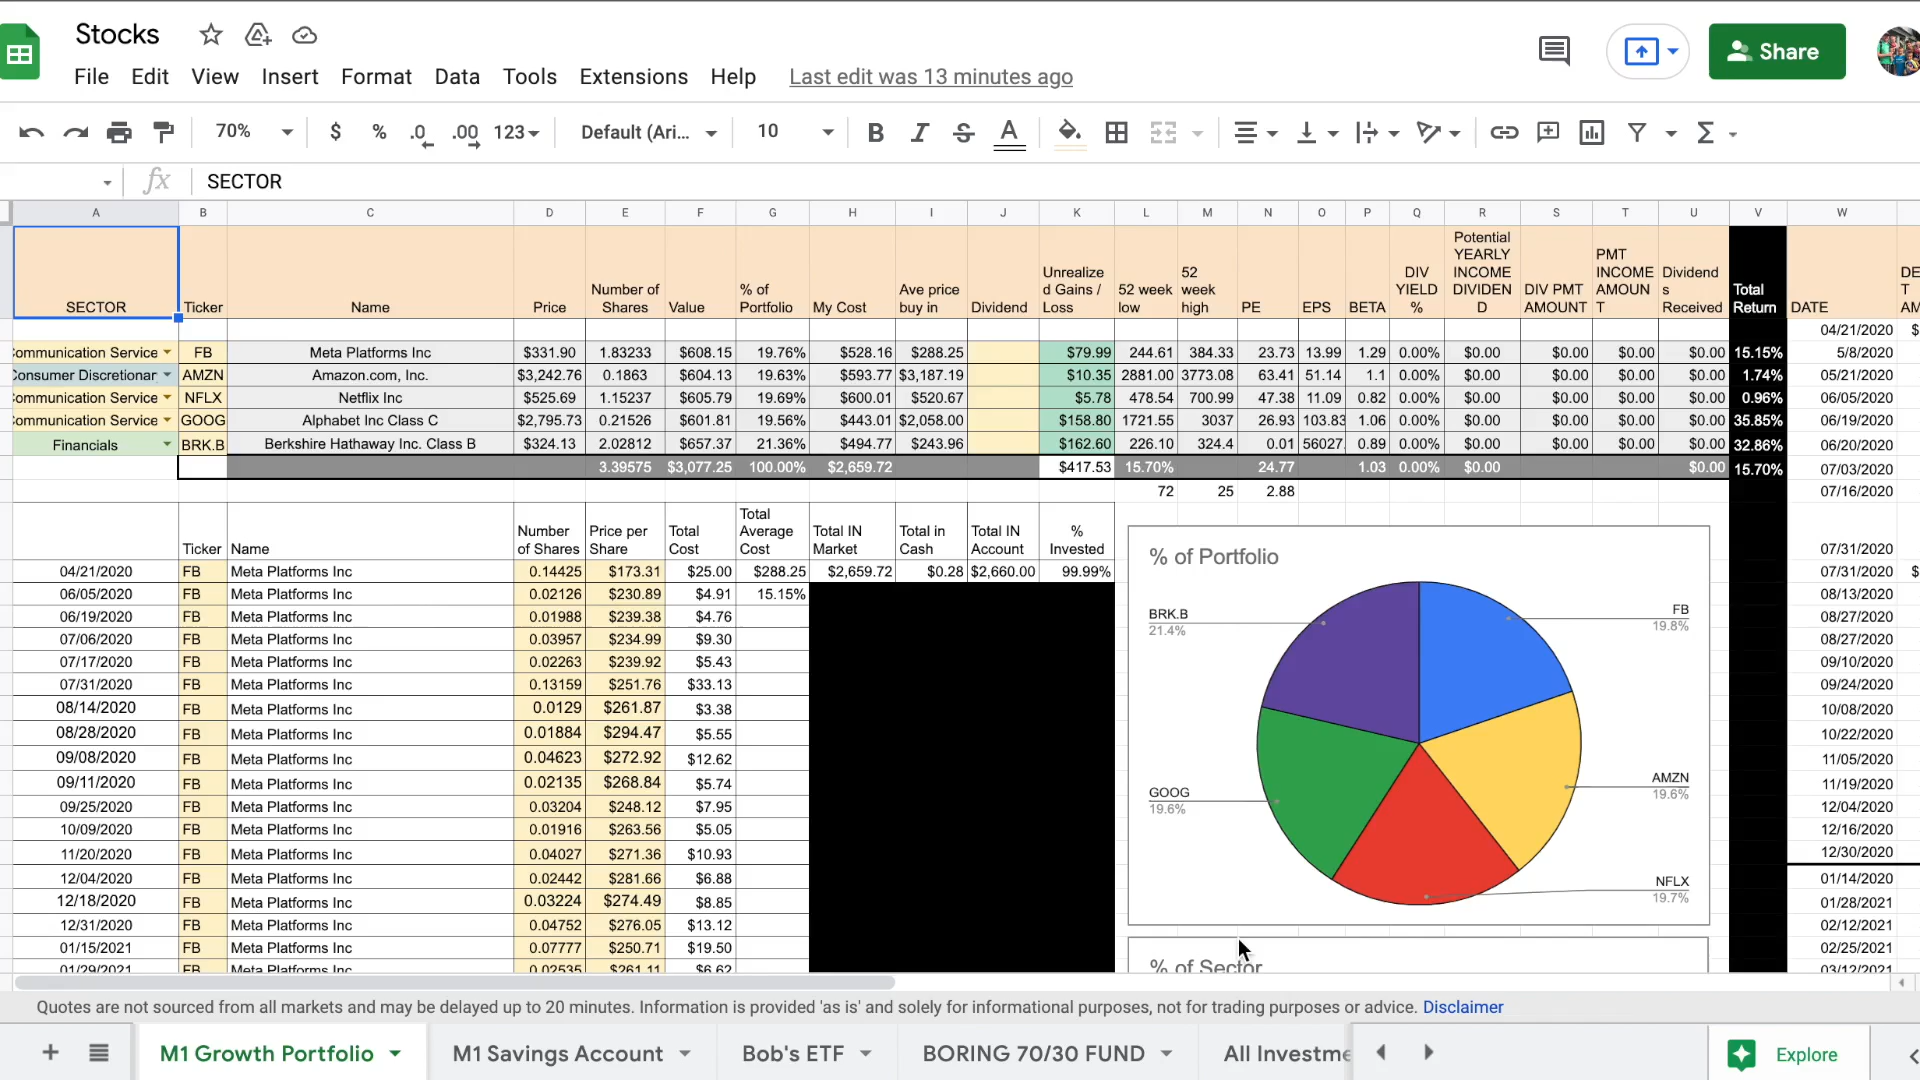 Stocks
File Edit View Insert Format Data Tools Extensions Help Last edit was 13 minutes ago
Share
70% $ % .0 .00 123 Default (Ari... 10 B I S A
fx SECTOR
A B C D E F G H I J K L M N O P Q R S T U V W
SECTOR Ticker Name Price Number of Shares Value % of Portfolio My Cost Ave price buy in Dividend Unrealized Gains / Loss 52 week low 52 week high PE EPS BETA DIV YIELD % Potential YEARLY INCOME DIVIDEND DIV PMT AMOUNT PMT INCOME AMOUNT Dividends Received Total Return DATE
04/21/2020 $
ommunication Service FB Meta Platforms Inc $331.90 1.83233 $608.15 19.76% $528.16 $288.25 $79.99 244.61 384.33 23.73 13.99 1.29 0.00% $0.00 $0.00 $0.00 $0.00 15.15% 5/8/2020
Consumer Discretionar AMZN Amazon.com, Inc. $3,242.76 0.1863 $604.13 19.63% $593.77 $3,187.19 $10.35 2881.00 3773.08 63.41 51.14 1.1 0.00% $0.00 $0.00 $0.00 $0.00 1.74% 05/21/2020
ommunication Service NFLX Netflix Inc $525.69 1.15237 $605.79 19.69% $600.01 $520.67 $5.78 478.54 700.99 47.38 11.09 0.82 0.00% $0.00 $0.00 $0.00 $0.00 0.96% 06/05/2020
ommunication Service GOOG Alphabet Inc Class C $2,795.73 0.21526 $601.81 19.56% $443.01 $2,058.00 $158.80 1721.55 3037 26.93 103.83 1.06 0.00% $0.00 $0.00 $0.00 $0.00 35.85% 06/19/2020
Financials BRK.B Berkshire Hathaway Inc. Class B $324.13 2.02812 $657.37 21.36% $494.77 $243.96 $162.60 226.10 324.4 0.01 56027. 0.89 0.00% $0.00 $0.00 $0.00 $0.00 32.86% 06/20/2020
3.39575 $3,077.25 100.00% $2,659.72 $417.53 15.70% 24.77 1.03 0.00% $0.00 $0.00 15.70% 07/03/2020
72 25 2.88 07/16/2020
Ticker Name Number of Shares Price per Share Total Cost Total Average Cost Total IN Market Total in Cash Total IN Account % Invested 07/31/2020
04/21/2020 FB Meta Platforms Inc 0.14425 $173.31 $25.00 $288.25 $2,659.72 $0.28 $2,660.00 99.99% 07/31/2020 $
06/05/2020 FB Meta Platforms Inc 0.02126 $230.89 $4.91 15.15% 08/13/2020
06/19/2020 FB Meta Platforms Inc 0.01988 $239.38 $4.76 08/27/2020
07/06/2020 FB Meta Platforms Inc 0.03957 $234.99 $9.30 08/27/2020
07/17/2020 FB Meta Platforms Inc 0.02263 $239.92 $5.43 09/10/2020
07/31/2020 FB Meta Platforms Inc 0.13159 $251.76 $33.13 09/24/2020
08/14/2020 FB Meta Platforms Inc 0.0129 $261.87 $3.38 10/08/2020
08/28/2020 FB Meta Platforms Inc 0.01884 $294.47 $5.55 10/22/2020
09/08/2020 FB Meta Platforms Inc 0.04623 $272.92 $12.62 11/05/2020
09/11/2020 FB Meta Platforms Inc 0.02135 $268.84 $5.74 11/19/2020
09/25/2020 FB Meta Platforms Inc 0.03204 $248.12 $7.95 12/04/2020
10/09/2020 FB Meta Platforms Inc 0.01916 $263.56 $5.05 12/16/2020
11/20/2020 FB Meta Platforms Inc 0.04027 $271.36 $10.93 12/30/2020
12/04/2020 FB Meta Platforms Inc 0.02442 $281.66 $6.88 01/14/2021
12/18/2020 FB Meta Platforms Inc 0.03224 $274.49 $8.85 01/28/2021
12/31/2020 FB Meta Platforms Inc 0.04752 $276.05 $13.12 02/12/2021
01/15/2021 FB Meta Platforms Inc 0.07777 $250.71 $19.50 02/25/2021
01/29/2021 FB Meta Platforms Inc 0.02535 $261.11 $6.62 03/12/2021
% of Portfolio
BRK.B
21.4%
FB
19.8%
GOOG
19.6%
AMZN
19.6%
NFLX
19.7%
% of Sector
Quotes are not sourced from all markets and may be delayed up to 20 minutes. Information is provided 'as is' and solely for informational purposes, not for trading purposes or advice. Disclaimer
M1 Growth Portfolio M1 Savings Account Bob's ETF BORING 70/30 FUND All Investme Explore